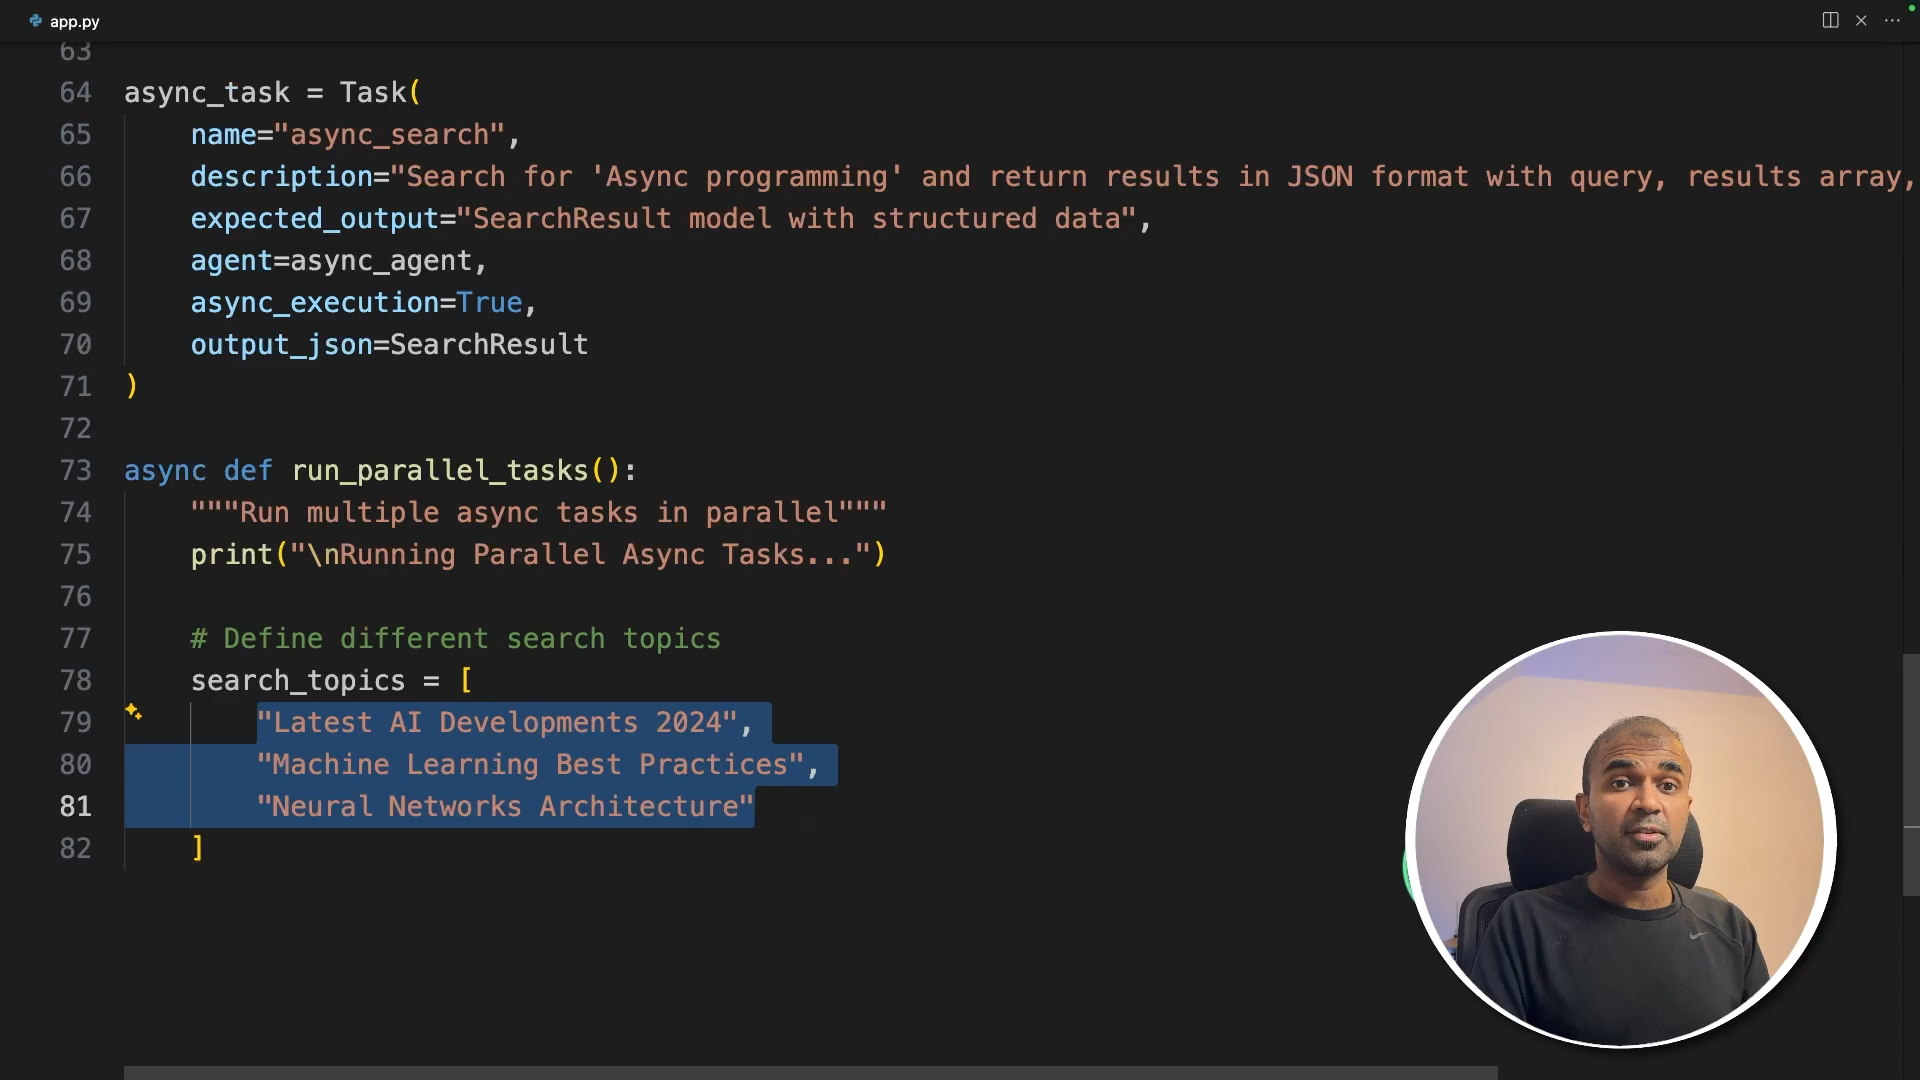 app.py
63
64 async_task = Task(
65     name="async_search",
66     description="Search for 'Async programming' and return results in JSON format with query, results array,
67     expected_output="SearchResult model with structured data",
68     agent=async_agent,
69     async_execution=True,
70     output_json=SearchResult
71 )
72
73 async def run_parallel_tasks():
74     """Run multiple async tasks in parallel"""
75     print("\nRunning Parallel Async Tasks...")
76
77     # Define different search topics
78     search_topics = [
79         "Latest AI Developments 2024",
80         "Machine Learning Best Practices",
81         "Neural Networks Architecture"
82     ]